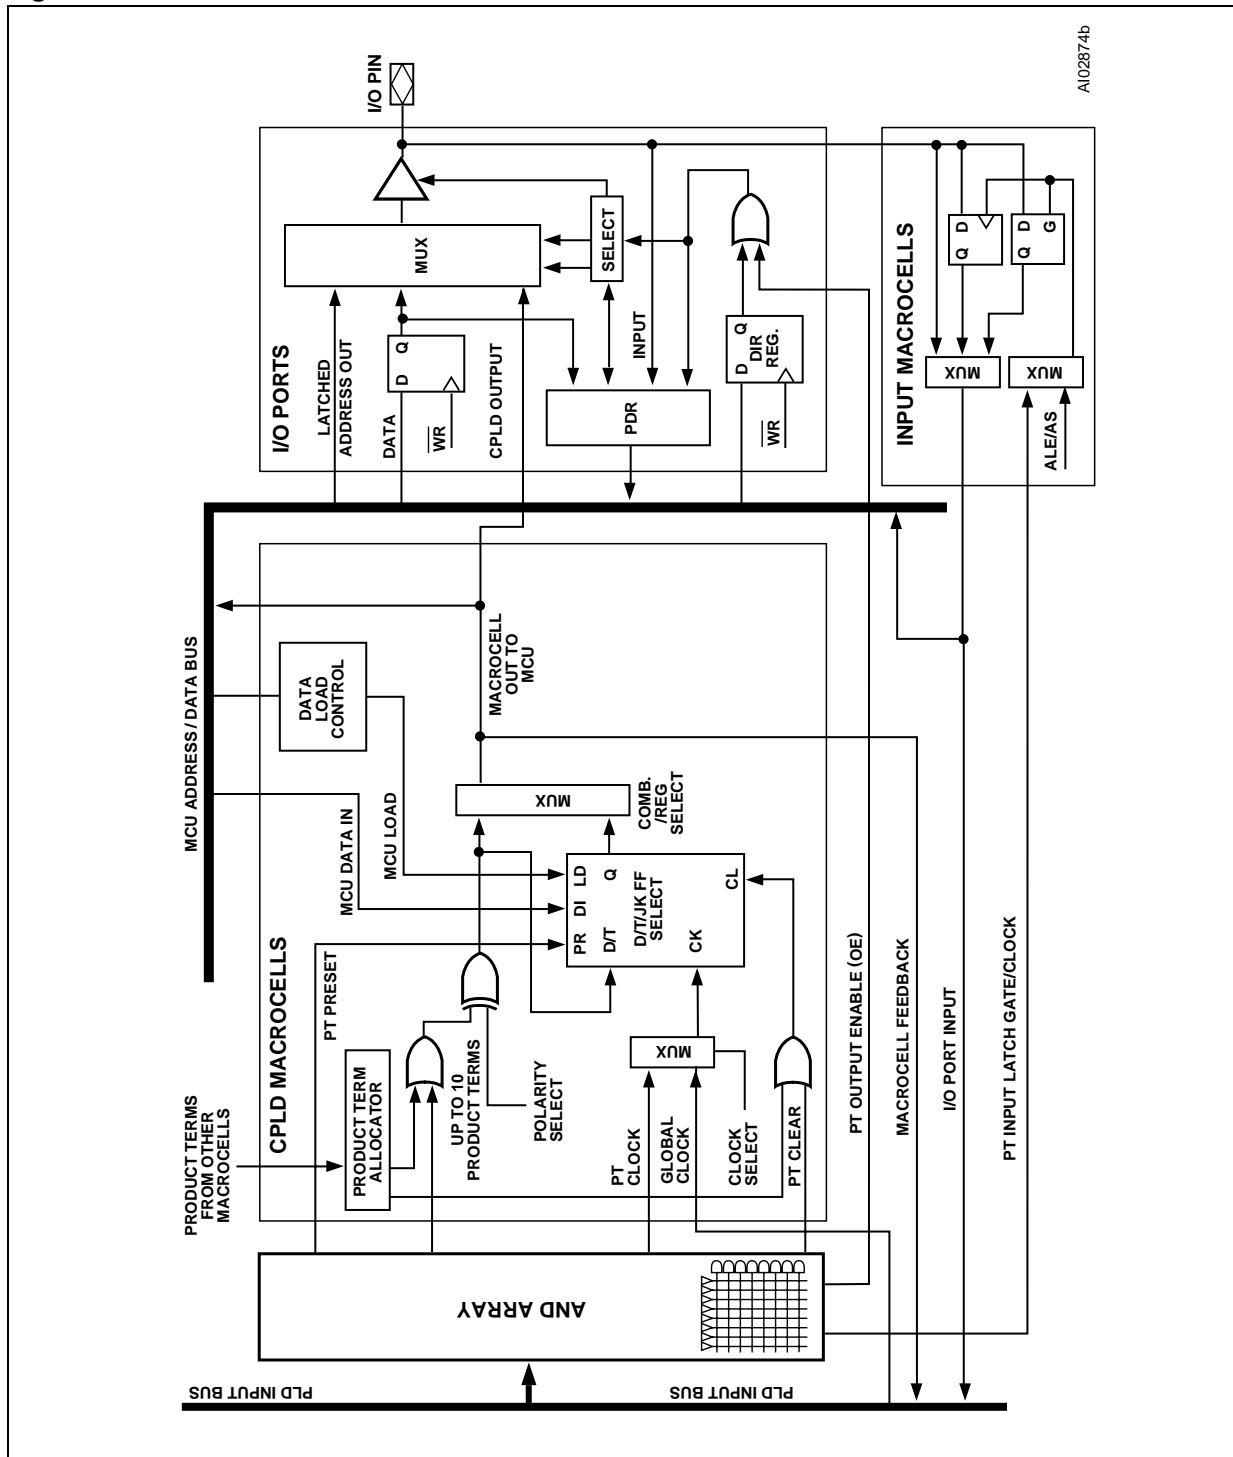 AI02874b
I/O PIN
I/O PORTS
MUX
SELECT
LATCHED
ADDRESS OUT
DATA
D Q
WR
CPLD OUTPUT
INPUT
PDR
D Q
DIR
REG.
WR
INPUT MACROCELLS
Q D
Q D
G
MUX
MUX
ALE/AS
MCU ADDRESS / DATA BUS
DATA
LOAD
CONTROL
MACROCELL
OUT TO
MCU
MCU DATA IN
MCU LOAD
MUX
COMB.
/REG
SELECT
CPLD MACROCELLS
PT PRESET
PR DI LD
D/T Q
D/T/JK FF
SELECT
CK
CL
PRODUCT TERMS
FROM OTHER
MACROCELLS
PRODUCT TERM
ALLOCATOR
UP TO 10
PRODUCT TERMS
POLARITY
SELECT
MUX
PT
CLOCK
GLOBAL
CLOCK
CLOCK
SELECT
PT CLEAR
PT OUTPUT ENABLE (OE)
MACROCELL FEEDBACK
I/O PORT INPUT
PT INPUT LATCH GATE/CLOCK
AND ARRAY
PLD INPUT BUS
PLD INPUT BUS